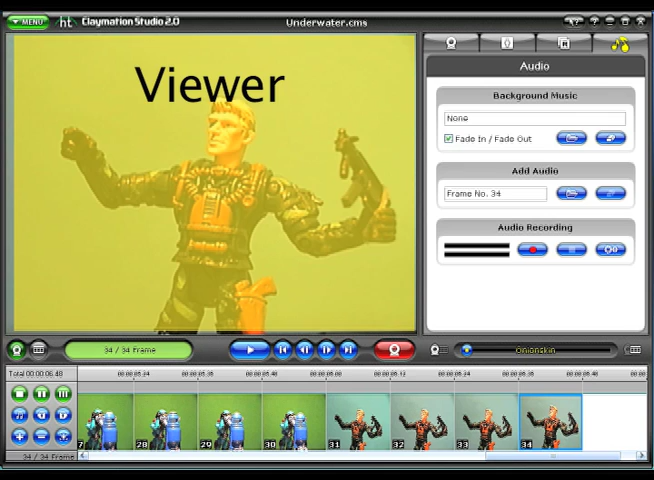 MENU ht Claymation Studio 2.0 Underwater.cms
Viewer
Audio
Background Music
None
Fade In / Fade Out
Add Audio
Frame No. 34
Audio Recording
34 / 34 Frame
Onionskin
Total 00:00:06:48
28 29 30 31 32 33 34
34 / 34 Frame